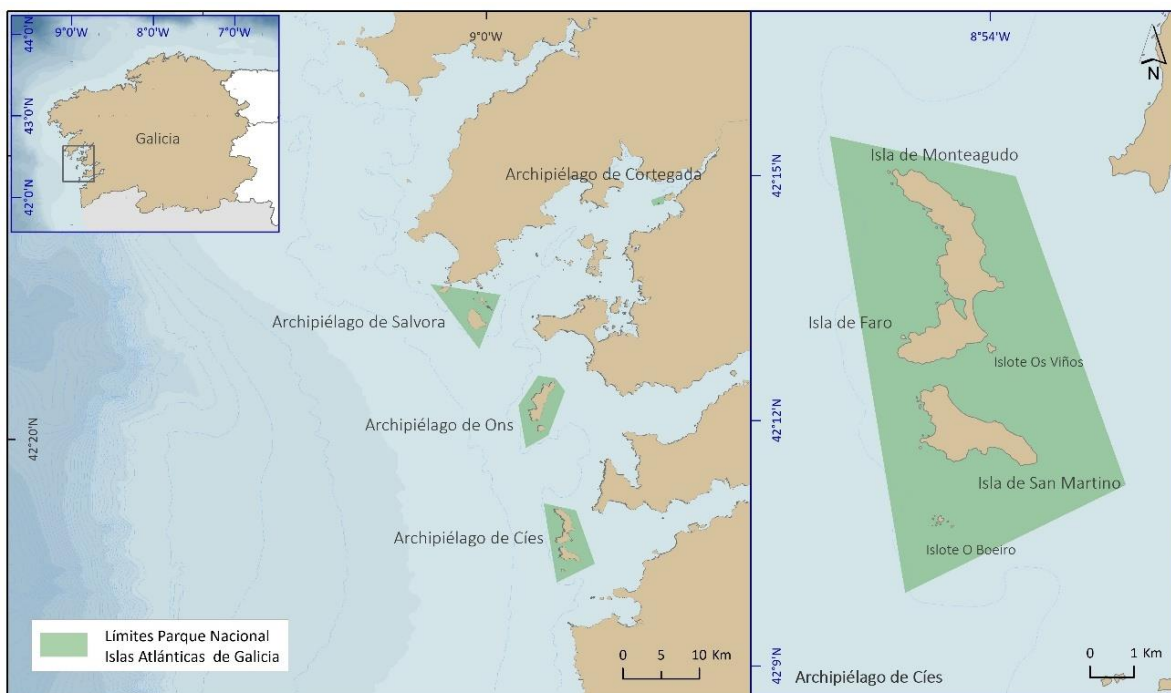 9°0'W
8°0'W
7°0'W
44°0'N
43°0'N
42°0'N
Galicia
9°0'W
42°20'N
Archipiélago de Cortegada
Archipiélago de Salvora
Archipiélago de Ons
Archipiélago de Cíes
Límites Parque Nacional
Islas Atlánticas de Galicia
0 5 10 Km
8°54'W
N
42°15'N
42°12'N
42°9'N
Isla de Monteagudo
Isla de Faro
Islote Os Viños
Isla de San Martino
Islote O Boeiro
Archipiélago de Cíes
0 1 Km